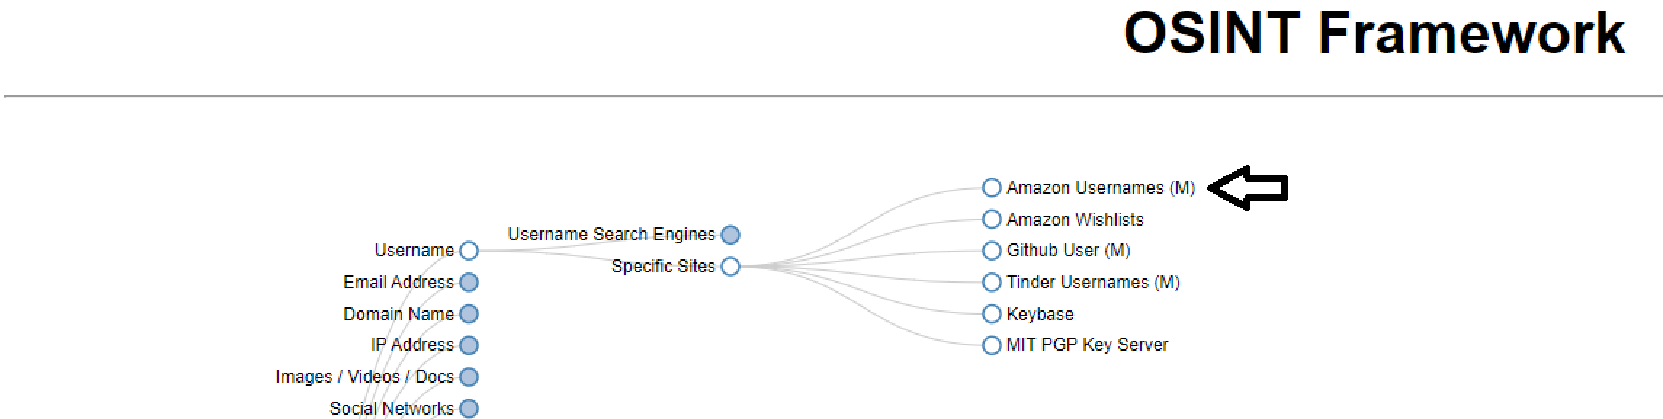 OSINT Framework
Username
Email Address
Domain Name
IP Address
Images / Videos / Docs
Social Networks
Username Search Engines
Specific Sites
Amazon Usernames (M)
Amazon Wishlists
Github User (M)
Tinder Usernames (M)
Keybase
MIT PGP Key Server